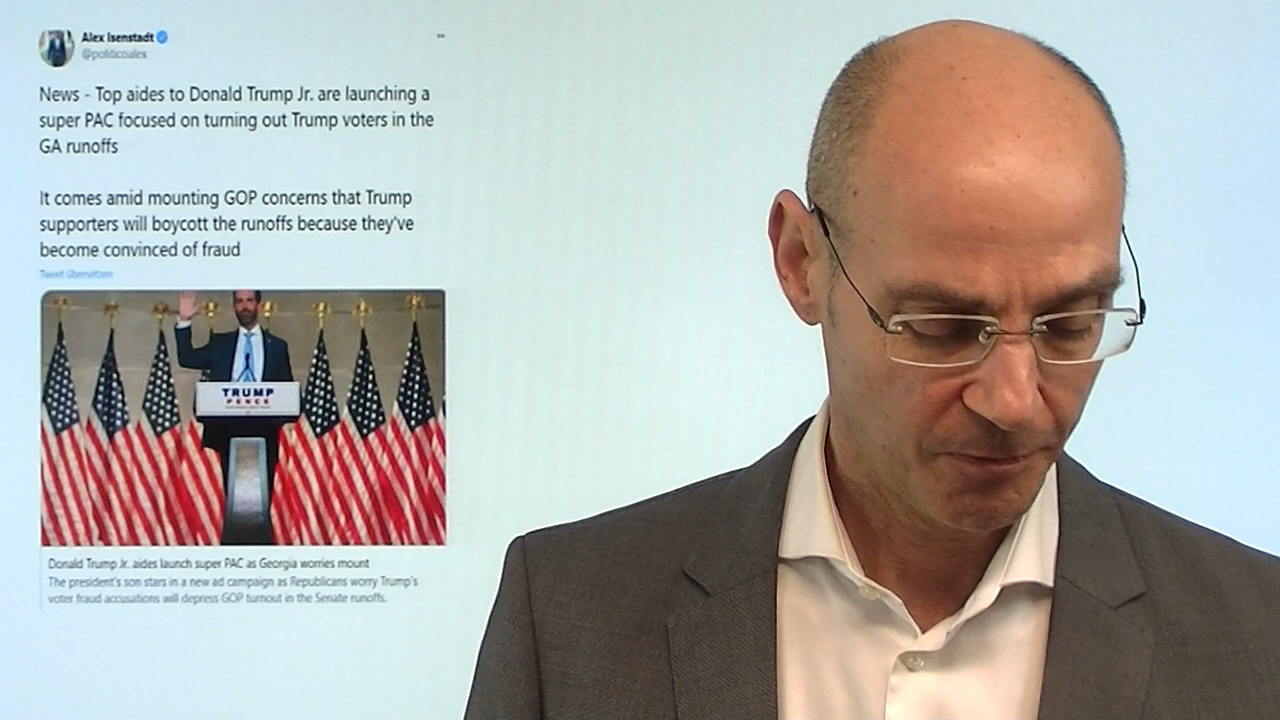 Alex Isenstadt
@politicoalex
News - Top aides to Donald Trump Jr. are launching a
super PAC focused on turning out Trump voters in the
GA runoffs
It comes amid mounting GOP concerns that Trump
supporters will boycott the runoffs because they've
become convinced of fraud
Tweet übersetzen
TRUMP
PENCE
Donald Trump Jr. aides launch super PAC as Georgia worries mount
The president's son stars in a new ad campaign as Republicans worry Trump's
voter fraud accusations will depress GOP turnout in the Senate runoffs.